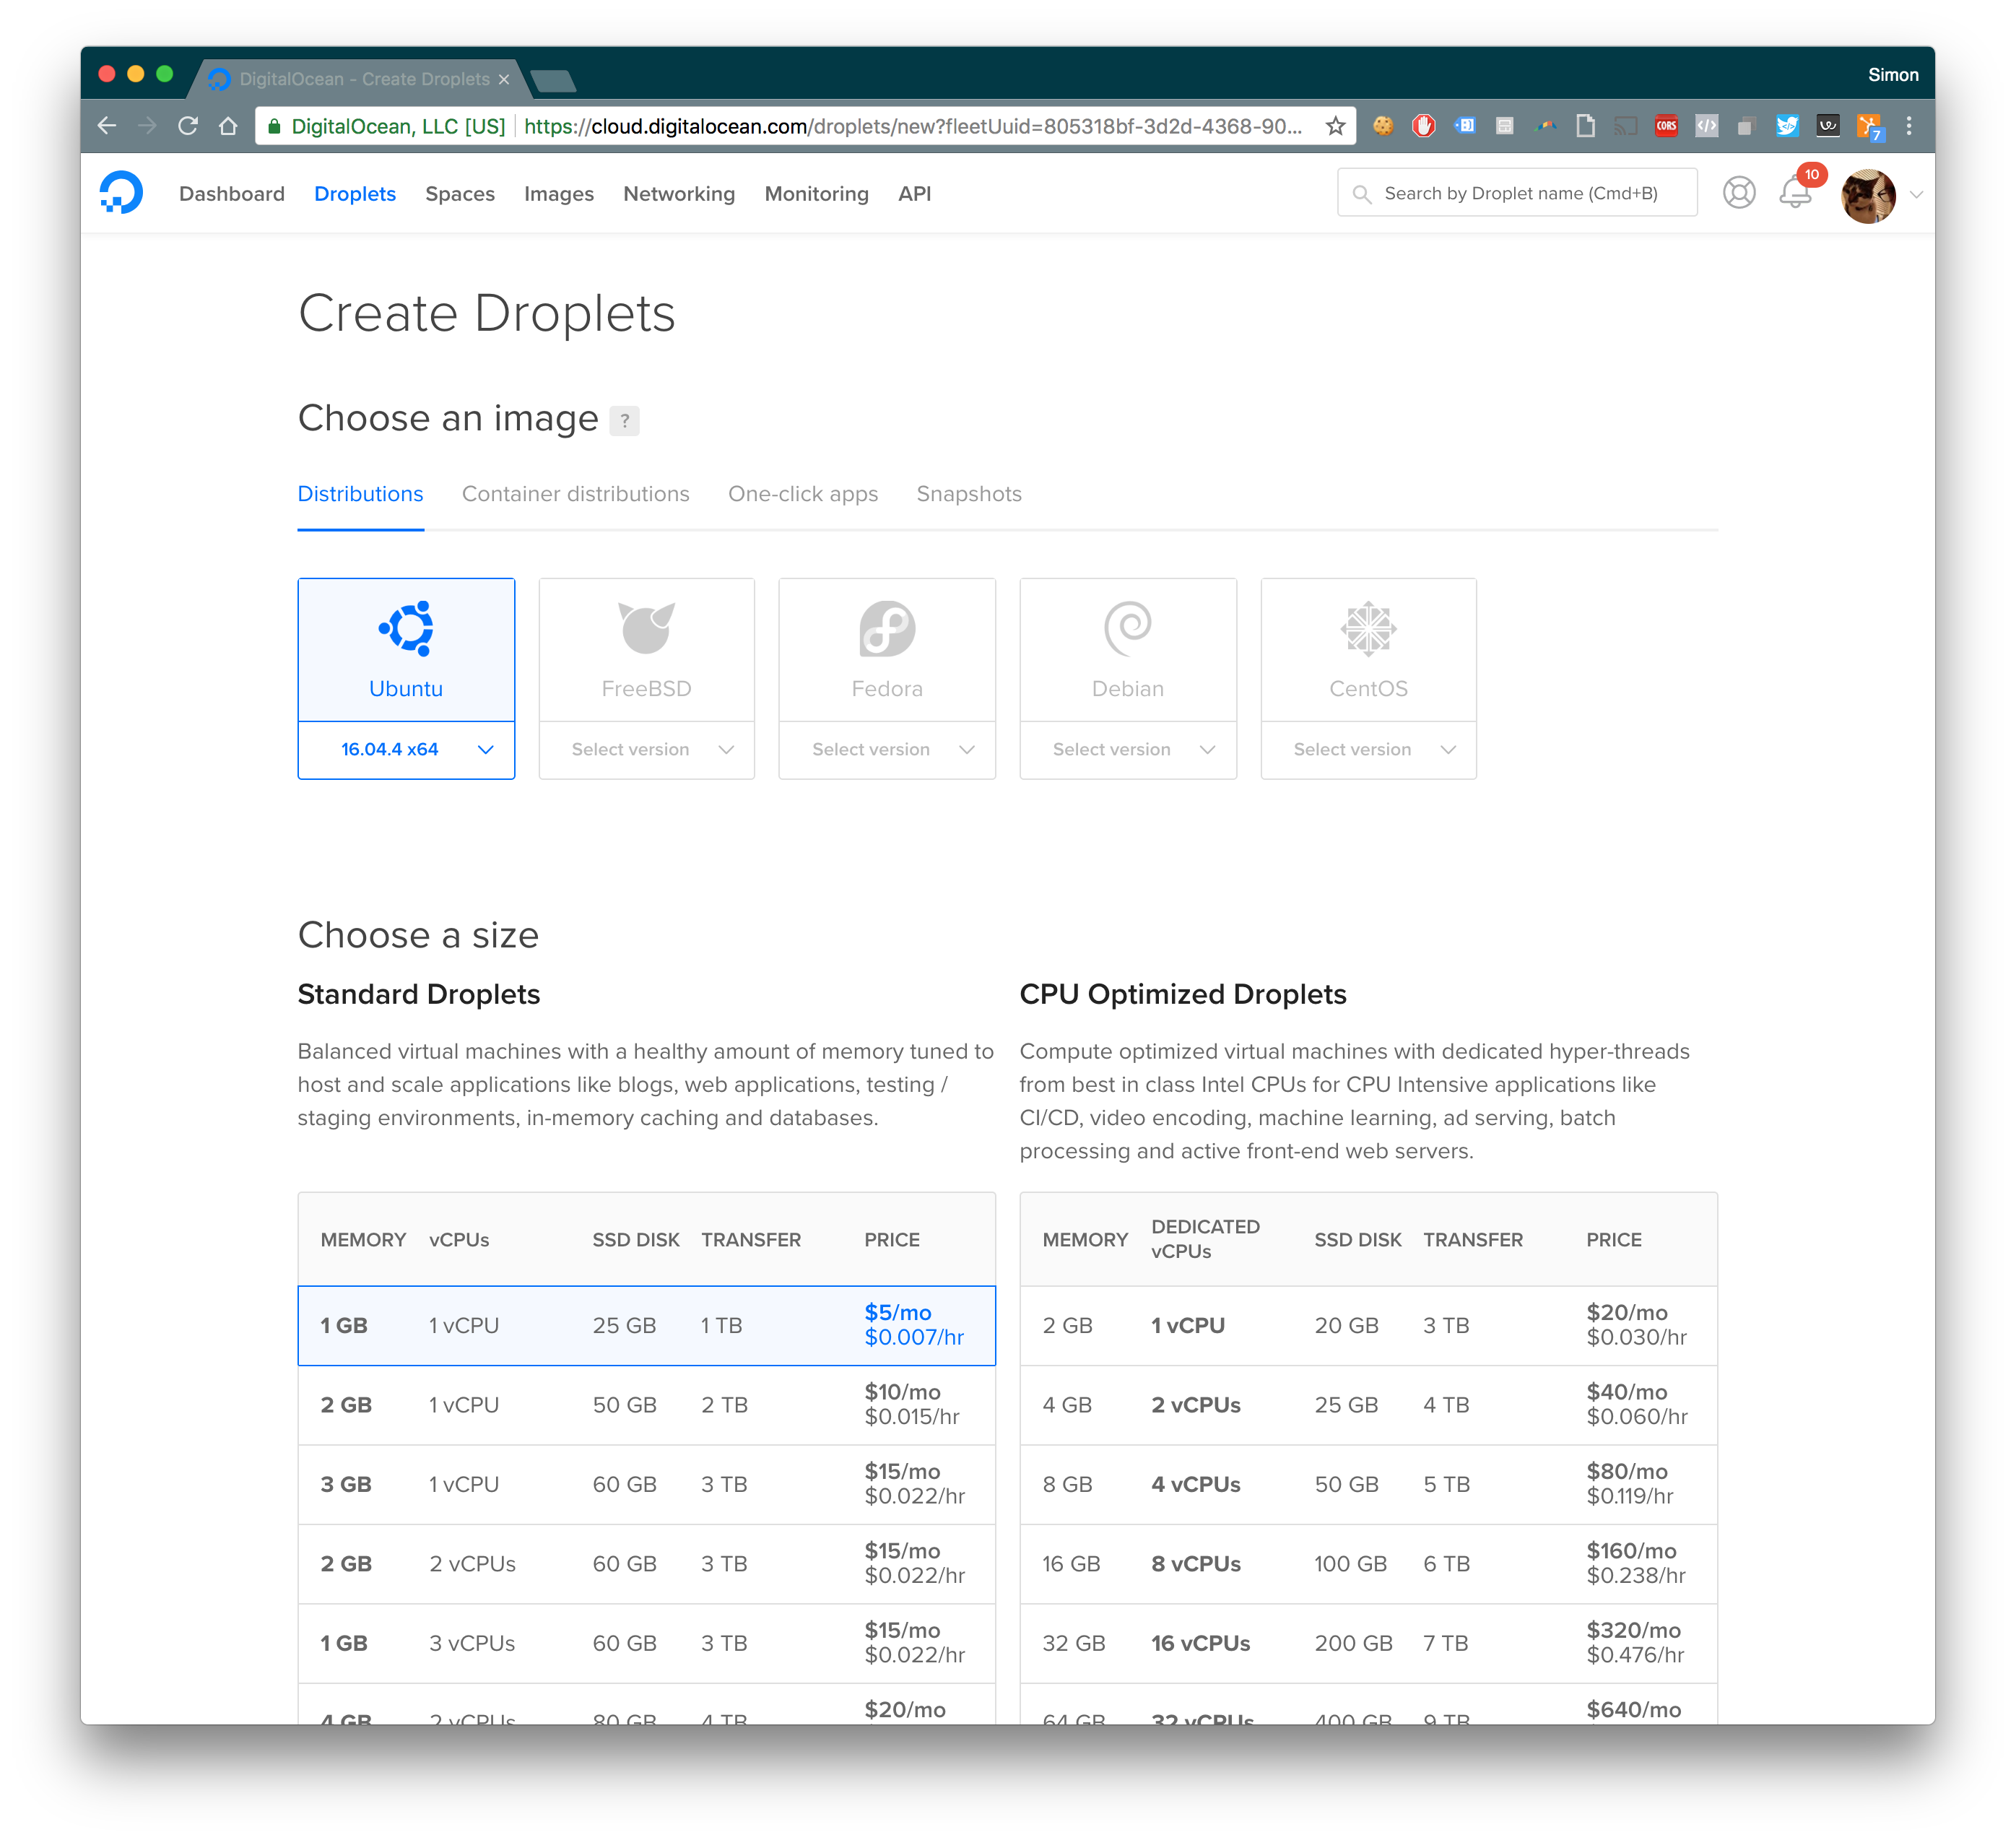 DigitalOcean - Create Droplets
Simon
DigitalOcean, LLC [US] https://cloud.digitalocean.com/droplets/new?fleetUuid=805318bf-3d2d-4368-90...
CORS
7
Dashboard Droplets Spaces Images Networking Monitoring API
Search by Droplet name (Cmd+B)
10
Create Droplets
Choose an image ?
Distributions Container distributions One-click apps Snapshots
Ubuntu FreeBSD Fedora Debian CentOS
16.04.4 x64 Select version Select version Select version Select version
Choose a size
Standard Droplets
Balanced virtual machines with a healthy amount of memory tuned to
host and scale applications like blogs, web applications, testing /
staging environments, in-memory caching and databases.
MEMORY vCPUs SSD DISK TRANSFER PRICE
1 GB 1 vCPU 25 GB 1 TB $5/mo
$0.007/hr
2 GB 1 vCPU 50 GB 2 TB $10/mo
$0.015/hr
3 GB 1 vCPU 60 GB 3 TB $15/mo
$0.022/hr
2 GB 2 vCPUs 60 GB 3 TB $15/mo
$0.022/hr
1 GB 3 vCPUs 60 GB 3 TB $15/mo
$0.022/hr
4 GB 2 vCPUs 80 GB 4 TB $20/mo
CPU Optimized Droplets
Compute optimized virtual machines with dedicated hyper-threads
from best in class Intel CPUs for CPU Intensive applications like
CI/CD, video encoding, machine learning, ad serving, batch
processing and active front-end web servers.
MEMORY DEDICATED vCPUs SSD DISK TRANSFER PRICE
2 GB 1 vCPU 20 GB 3 TB $20/mo
$0.030/hr
4 GB 2 vCPUs 25 GB 4 TB $40/mo
$0.060/hr
8 GB 4 vCPUs 50 GB 5 TB $80/mo
$0.119/hr
16 GB 8 vCPUs 100 GB 6 TB $160/mo
$0.238/hr
32 GB 16 vCPUs 200 GB 7 TB $320/mo
$0.476/hr
64 GB 32 vCPUs 400 GB 9 TB $640/mo